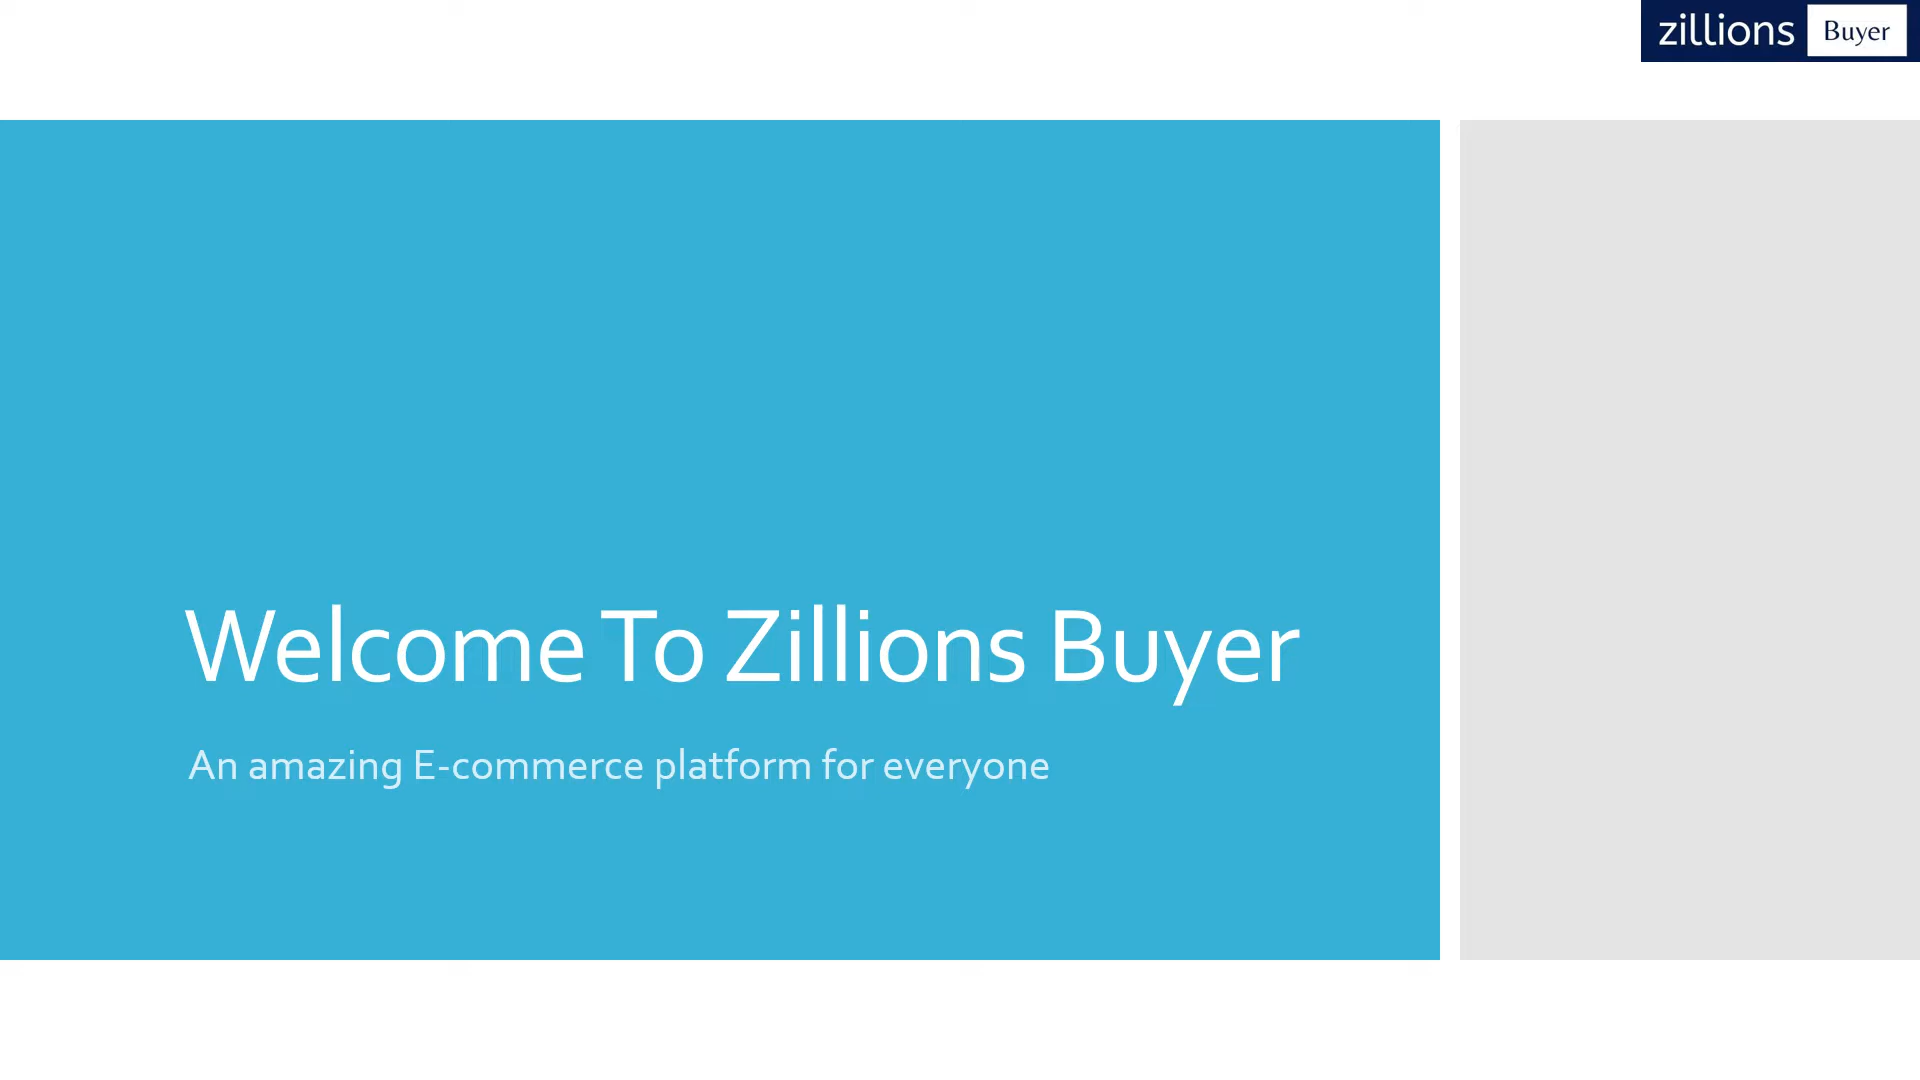 zillions Buyer
Welcome To Zillions Buyer
An amazing E-commerce platform for everyone